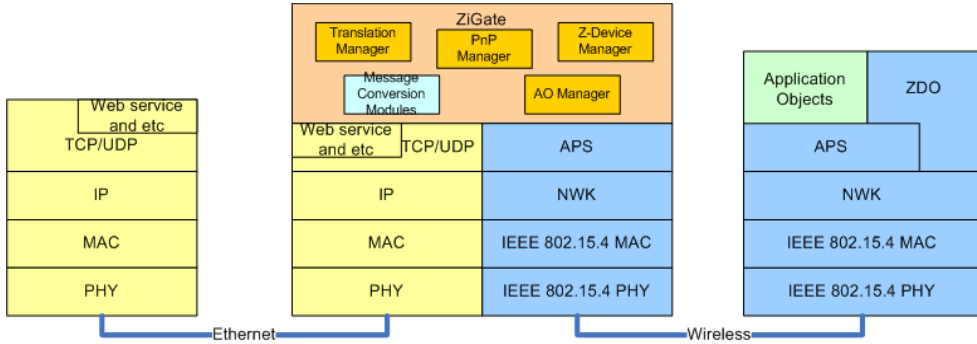 Web service
and etc
TCP/UDP
IP
MAC
PHY
ZiGate
Translation
Manager
PnP
Manager
Z-Device
Manager
Message
Conversion
Modules
AO Manager
Web service
and etc
TCP/UDP
APS
IP
NWK
MAC
IEEE 802.15.4 MAC
PHY
IEEE 802.15.4 PHY
Application
Objects
ZDO
APS
NWK
IEEE 802.15.4 MAC
IEEE 802.15.4 PHY
Ethernet
Wireless